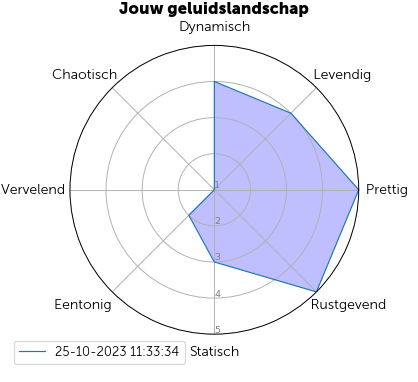 Jouw geluidslandschap
Dynamisch
Chaotisch
Levendig
Vervelend
1
Prettig
2
3
4
Eentonig
Rustgevend
5
25-10-2023 11:33:34
Statisch